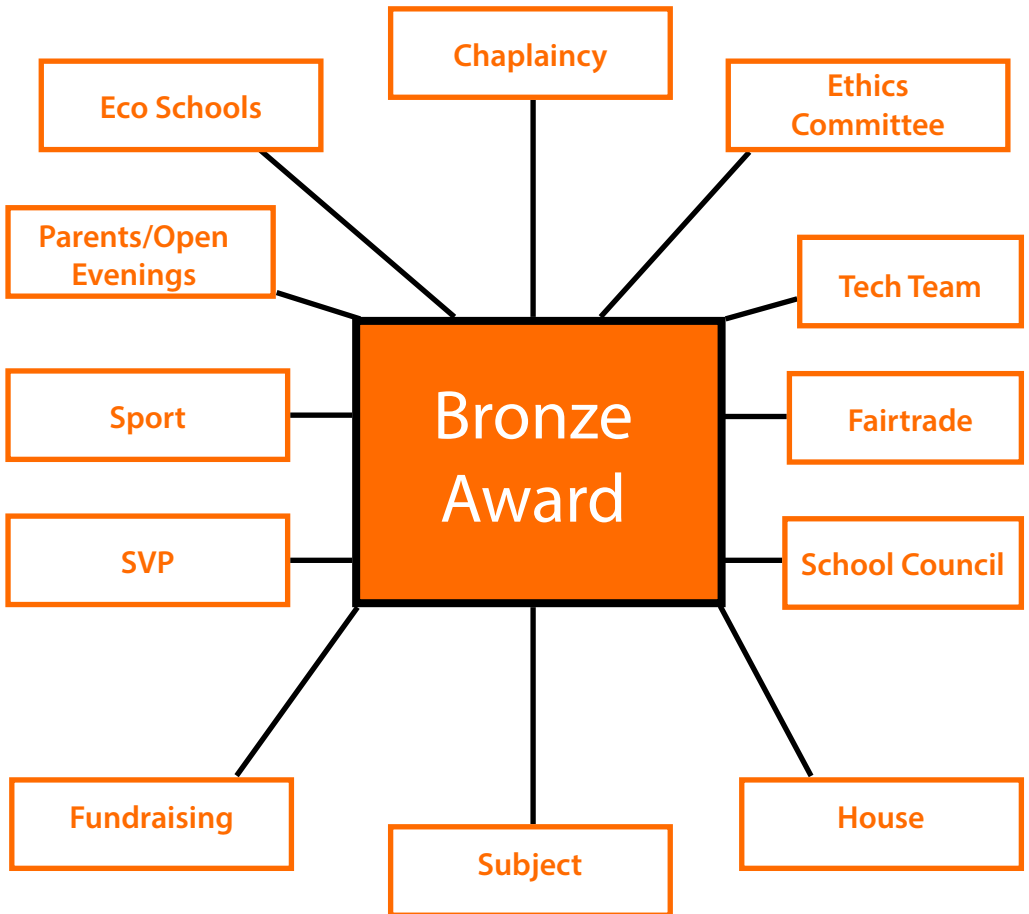 Chaplaincy
Eco Schools
Ethics
Committee
Parents/Open
Evenings
Tech Team
Sport
Bronze
Award
Fairtrade
SVP
School Council
Fundraising
Subject
House